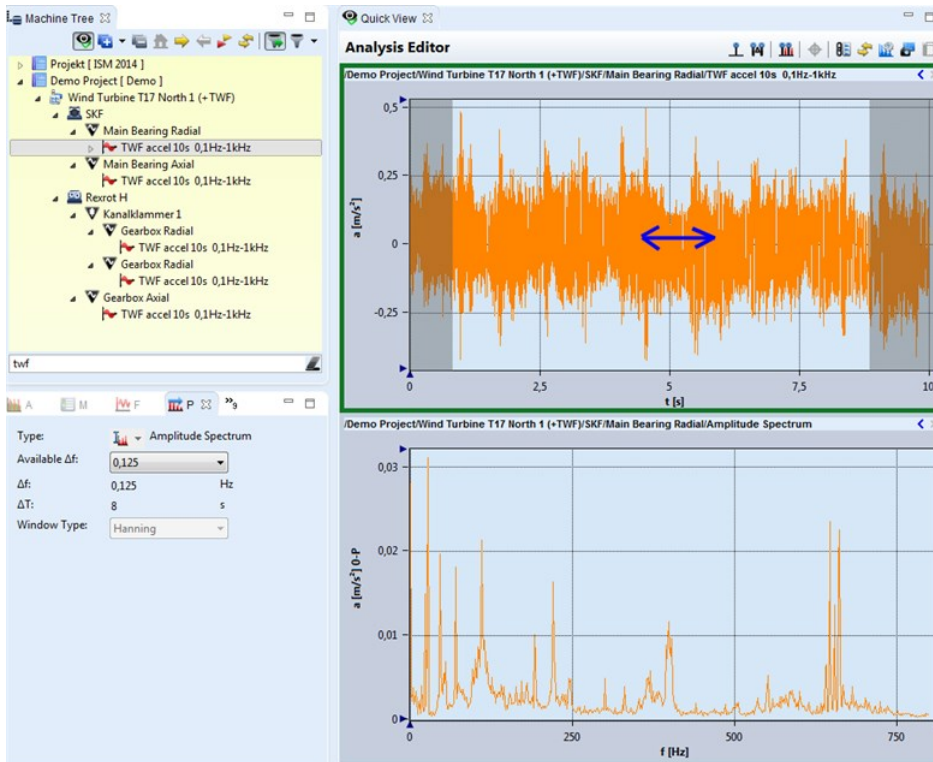 Machine Tree
Projekt [ ISM 2014 ]
Demo Project [ Demo ]
Wind Turbine T17 North 1 (+TWF)
SKF
Main Bearing Radial
TWF accel 10s 0,1Hz-1kHz
Main Bearing Axial
TWF accel 10s 0,1Hz-1kHz
Rexrot H
Kanalklammer 1
Gearbox Radial
TWF accel 10s 0,1Hz-1kHz
Gearbox Radial
TWF accel 10s 0,1Hz-1kHz
Gearbox Axial
TWF accel 10s 0,1Hz-1kHz
twf
A M F P »9
Type: Amplitude Spectrum
Available Δf: 0,125
Δf: 0,125 Hz
ΔT: 8 s
Window Type: Hanning
Quick View
Analysis Editor
/Demo Project/Wind Turbine T17 North 1 (+TWF)/SKF/Main Bearing Radial/TWF accel 10s 0,1Hz-1kHz
0,5
0,25
0
-0,25
a [m/s²]
0 2,5 5 7,5 10
t [s]
/Demo Project/Wind Turbine T17 North 1 (+TWF)/SKF/Main Bearing Radial/Amplitude Spectrum
0,03
0,02
0,01
0
a [m/s²] 0-P
0 250 500 750
f [Hz]